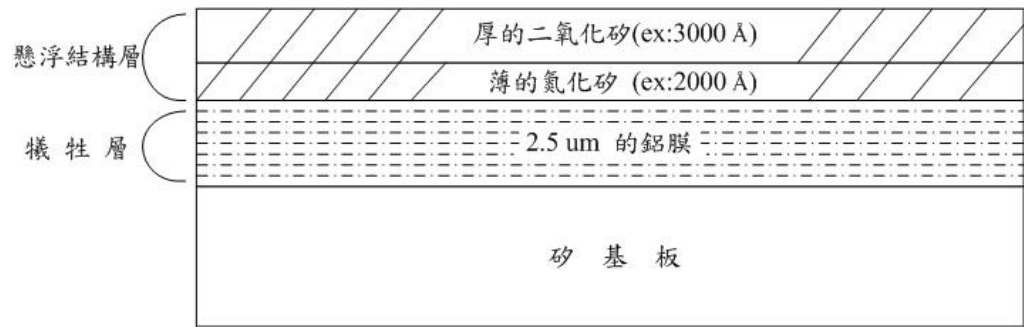 懸浮結構層
厚的二氧化矽(ex:3000 Å)
薄的氮化矽 (ex:2000 Å)
犧牲層
2.5 um 的鋁膜
矽基板